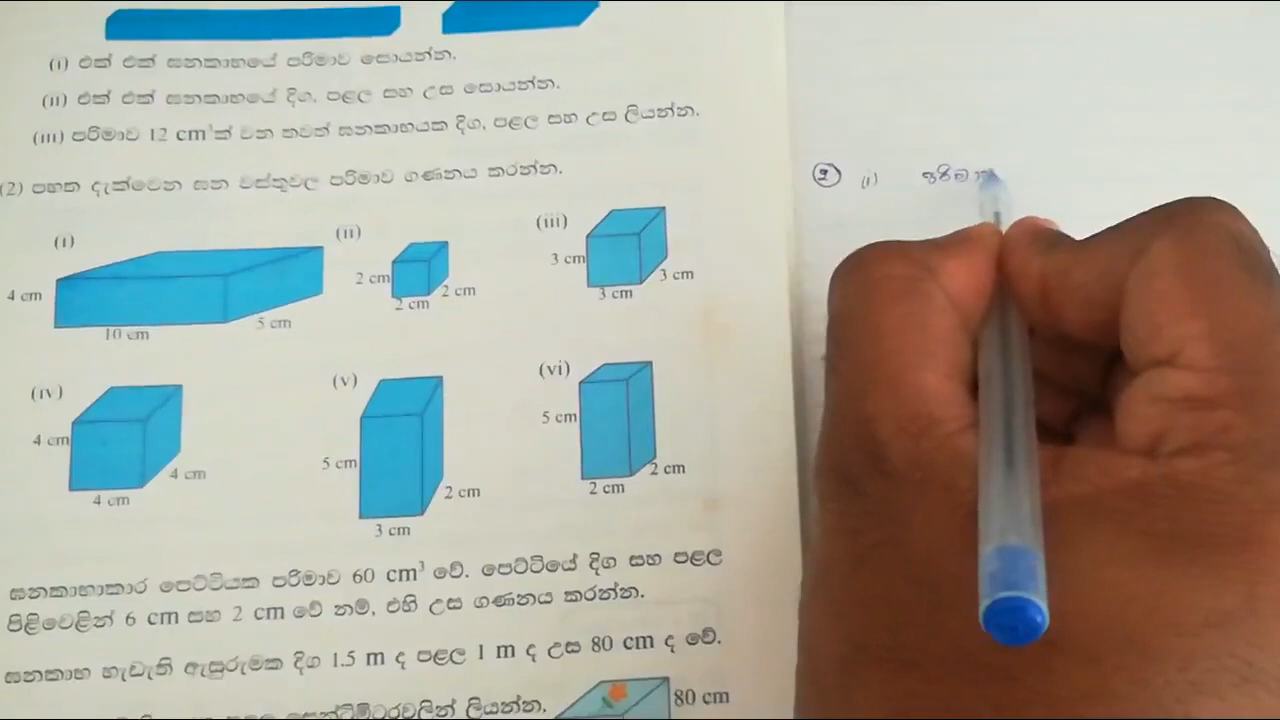 (i) එක් එක් ඝනකාභයේ පරිමාව සොයන්න.
(ii) එක් එක් ඝනකාභයේ දිග, පළල සහ උස සොයන්න.
(iii) පරිමාව 12 cm³ක් වන තවත් ඝනකාභයක දිග, පළල සහ උස ලියන්න.
(2) පහත දැක්වෙන ඝන වස්තුවල පරිමාව ගණනය කරන්න.
(i)
4 cm
10 cm
5 cm
(ii)
2 cm
2 cm
2 cm
(iii)
3 cm
3 cm
3 cm
(iv)
4 cm
4 cm
4 cm
(v)
5 cm
3 cm
2 cm
(vi)
5 cm
2 cm
2 cm
ඝනකාභාකාර පෙට්ටියක පරිමාව 60 cm³ වේ. පෙට්ටියේ දිග සහ පළල
පිළිවෙළින් 6 cm සහ 2 cm වේ නම්, එහි උස ගණනය කරන්න.
ඝනකාභ හැඩැති ඇසුරුමක දිග 1.5 m ද පළල 1 m ද උස 80 cm ද වේ.
සෙන්ටිමීටරවලින් ලියන්න.
80 cm
2 (i) පරිමා